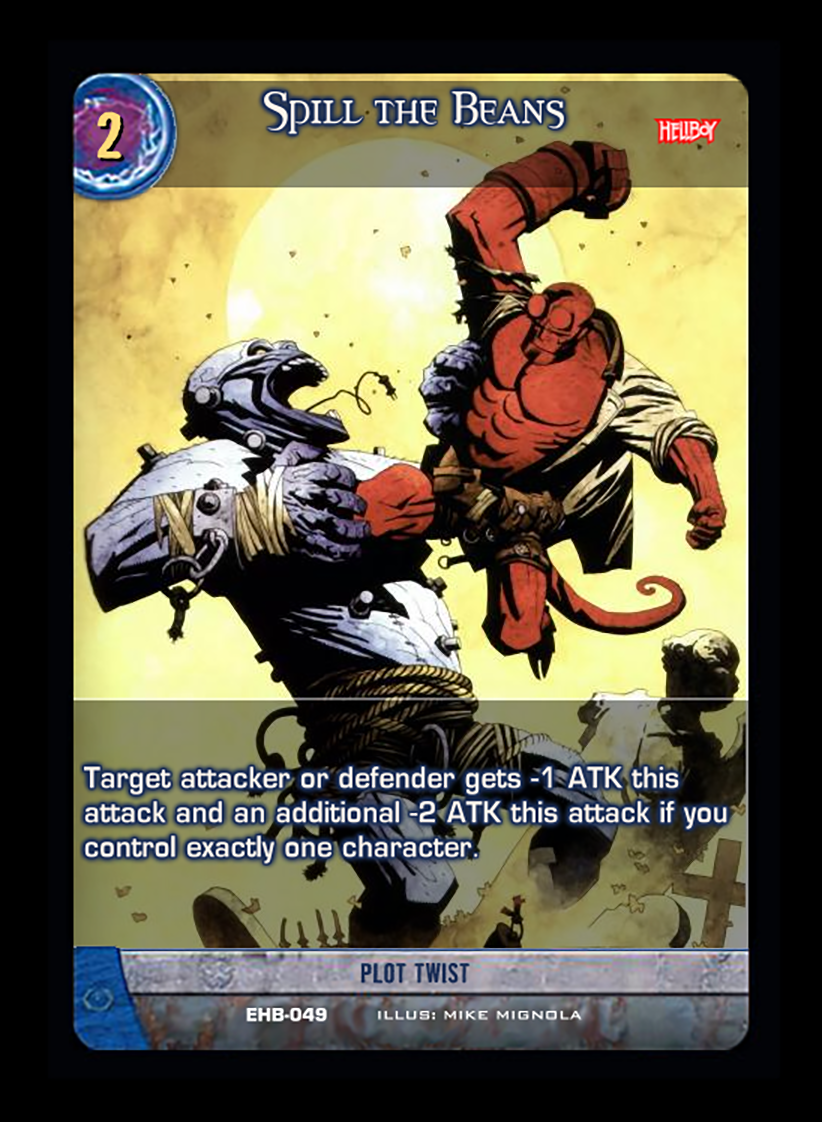 2
Spill the Beans
HELLBOY
Target attacker or defender gets -1 ATK this
attack and an additional -2 ATK this attack if you
control exactly one character.
PLOT TWIST
EHB-049 ILLUS: MIKE MIGNOLA